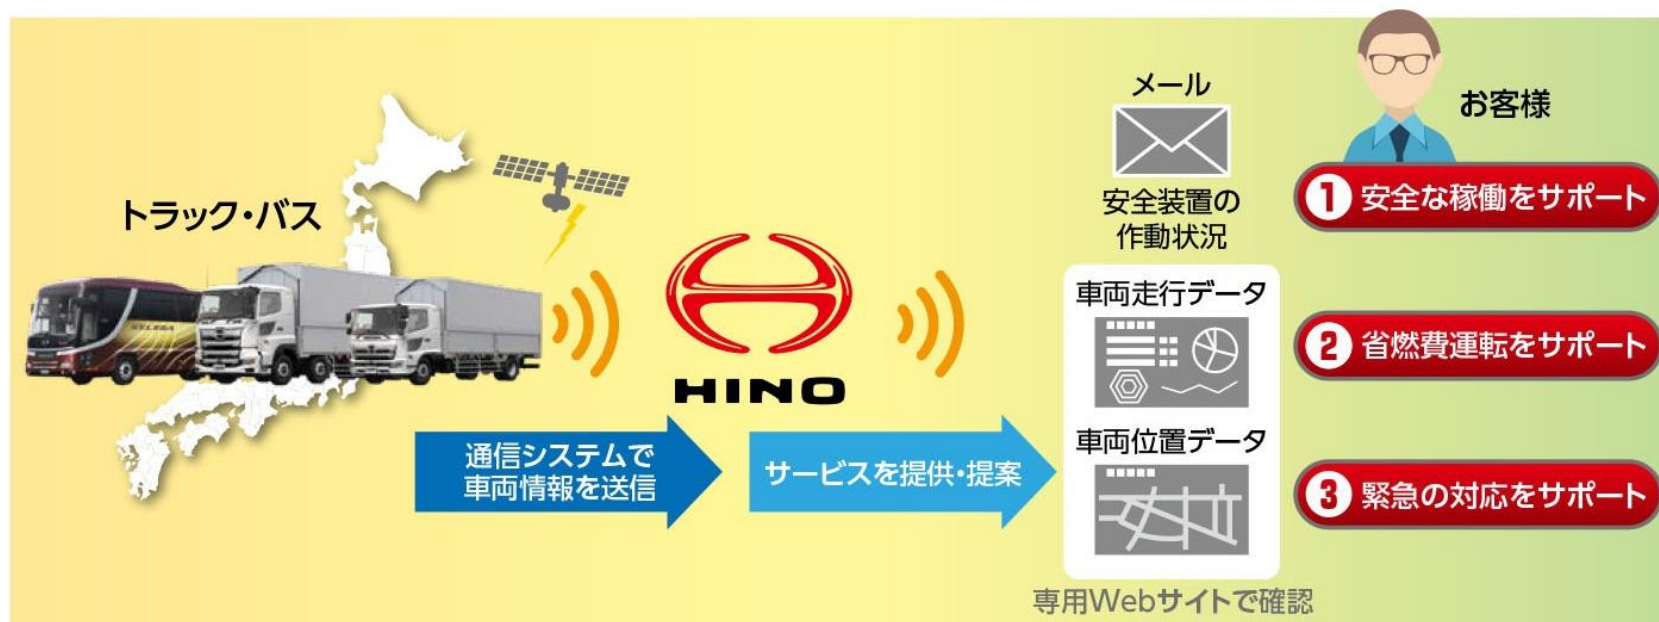 トラック・バス
HINO
通信システムで
車両情報を送信
サービスを提供・提案
メール
安全装置の
作動状況
車両走行データ
車両位置データ
専用Webサイトで確認
お客様
1 安全な稼働をサポート
2 省燃費運転をサポート
3 緊急の対応をサポート